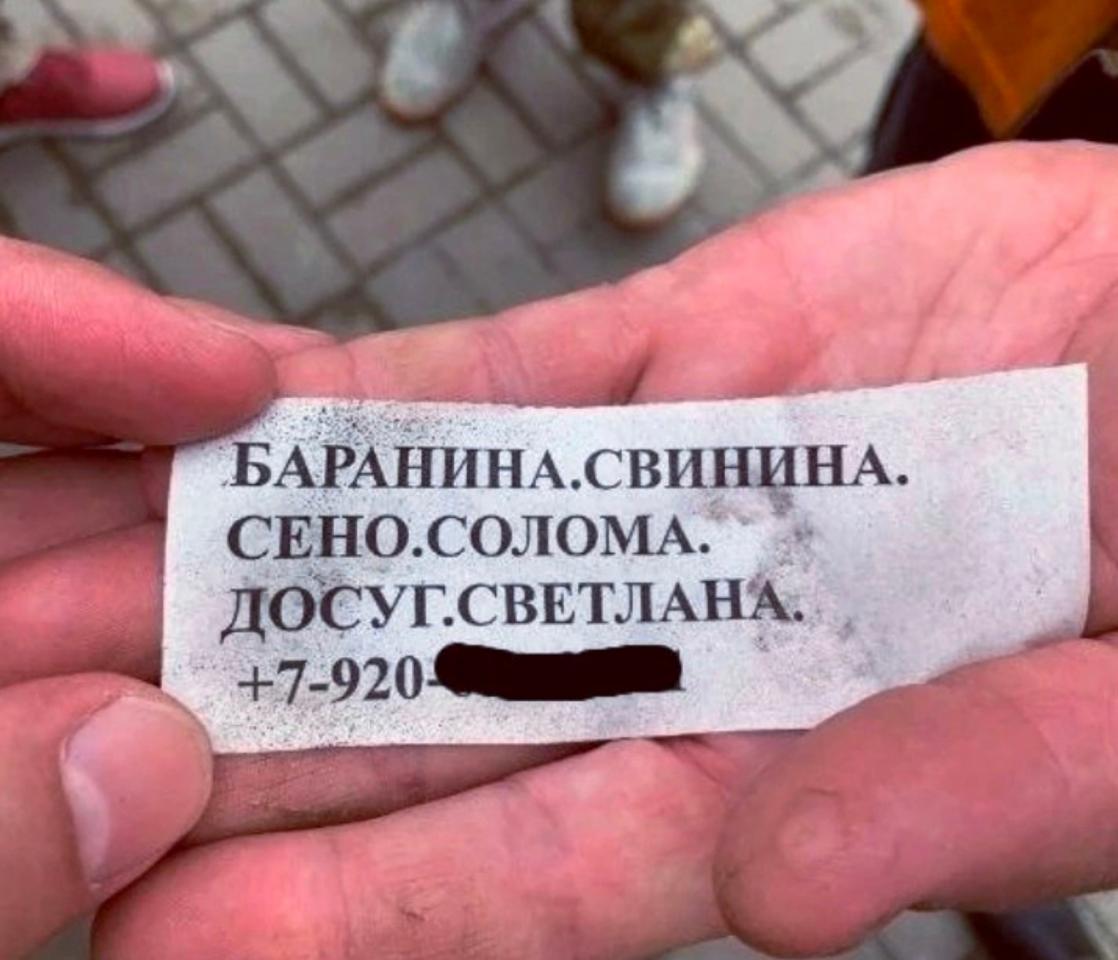 БАРАНИНА.СВИНИНА.
СЕНО.СОЛОМА.
ДОСУГ.СВЕТЛАНА.
+7-920-